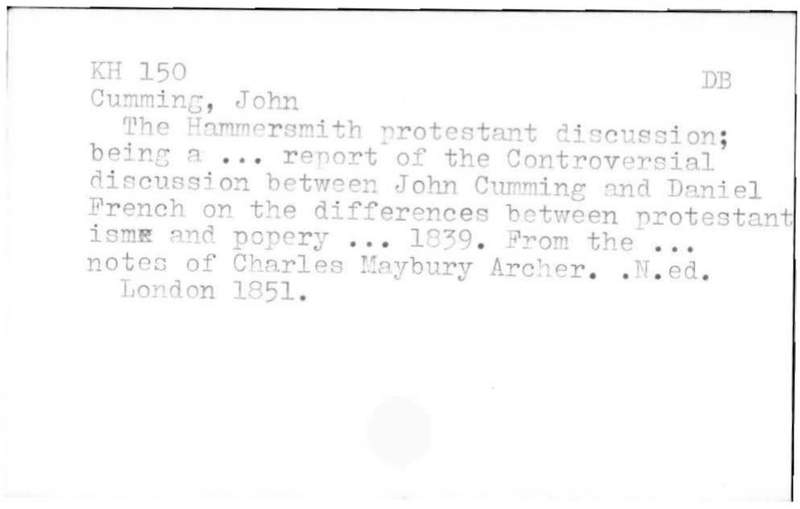 KH 150 DB
Cumming, John
The Hammersmith protestant discussion;
being a ... report of the Controversial
discussion between John Cumming and Daniel
French on the differences between protestant
ism and popery ... 1839. From the ...
notes of Charles Maybury Archer. .N.ed.
London 1851.